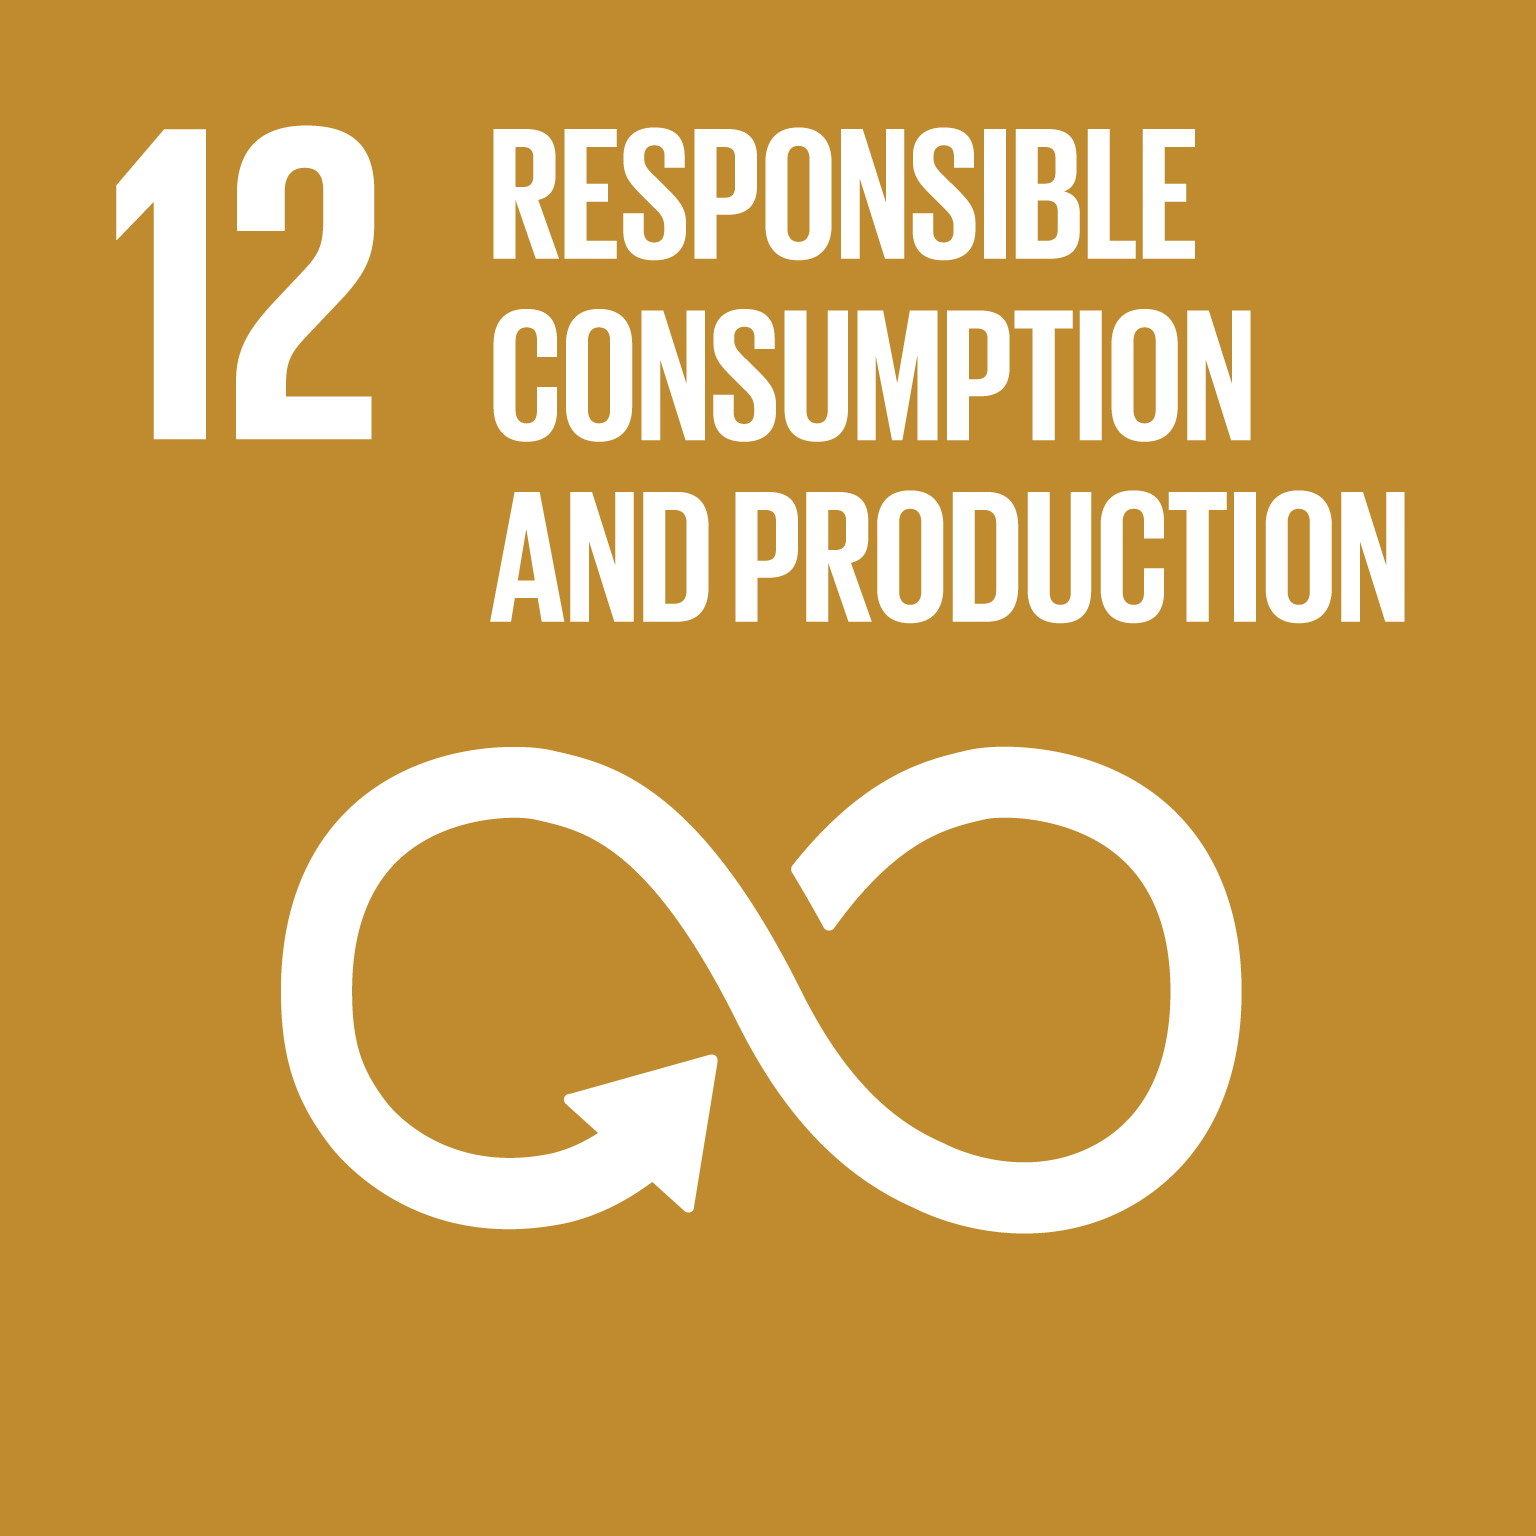 12
RESPONSIBLE
CONSUMPTION
AND PRODUCTION